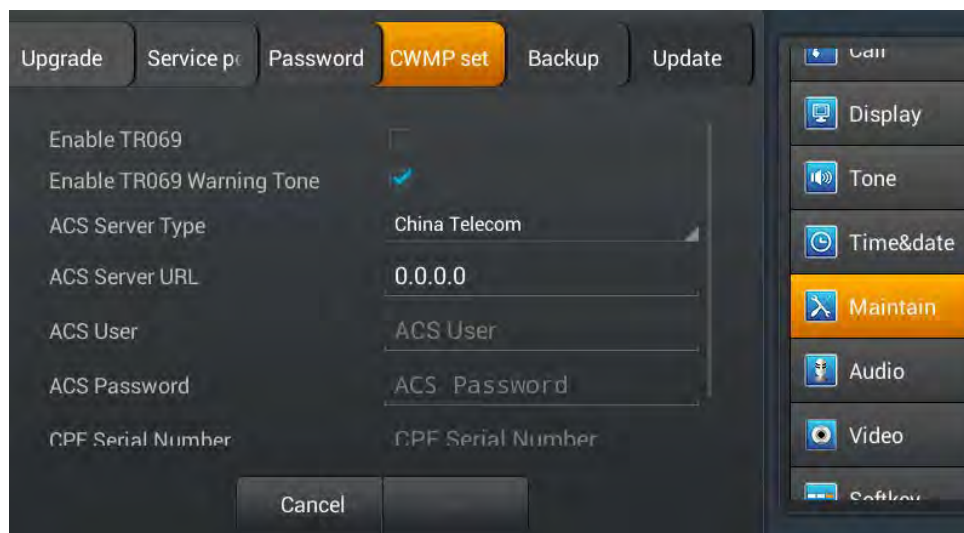 Upgrade
Service p
Password
CWMP set
Backup
Update
Enable TR069
Enable TR069 Warning Tone
ACS Server Type
China Telecom
ACS Server URL
0.0.0.0
ACS User
ACS User
ACS Password
ACS Password
CPE Serial Number
CPE Serial Number
Cancel
Call
Display
Tone
Time&date
Maintain
Audio
Video
Softkey